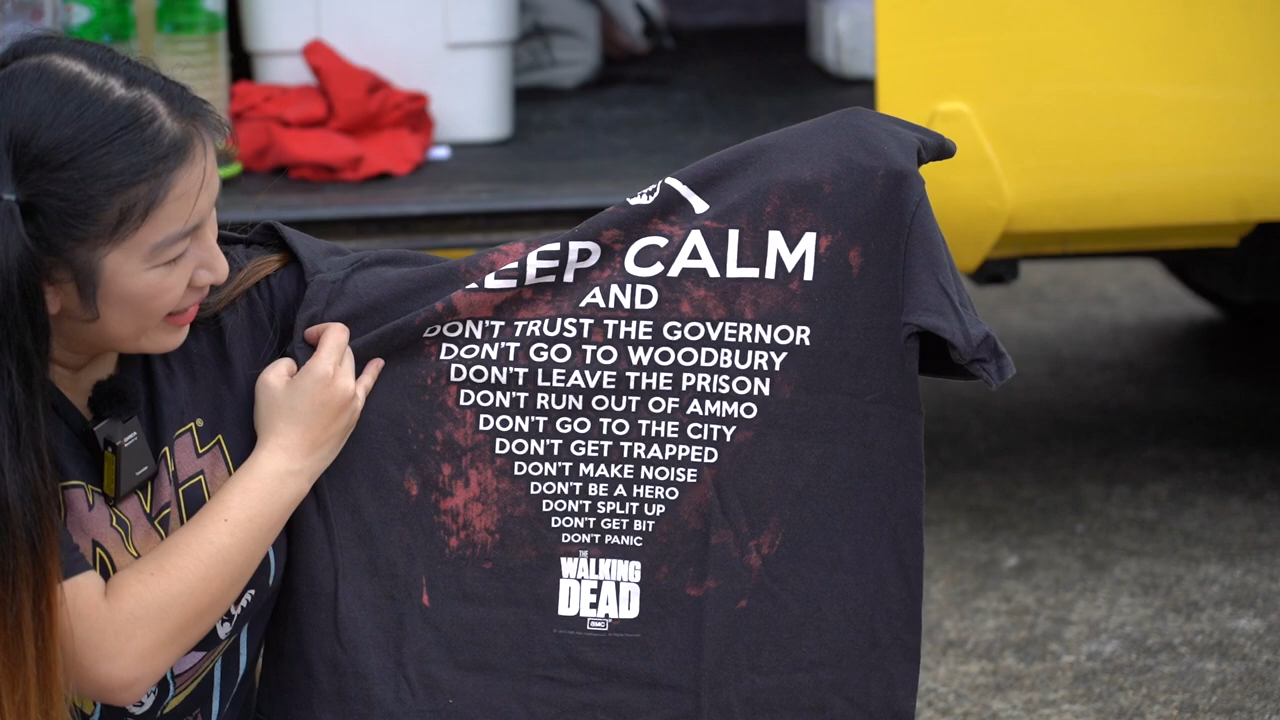 KEEP CALM
AND
DON'T TRUST THE GOVERNOR
DON'T GO TO WOODBURY
DON'T LEAVE THE PRISON
DON'T RUN OUT OF AMMO
DON'T GO TO THE CITY
DON'T GET TRAPPED
DON'T MAKE NOISE
DON'T BE A HERO
DON'T SPLIT UP
DON'T GET BIT
DON'T PANIC
THE
WALKING
DEAD
amc